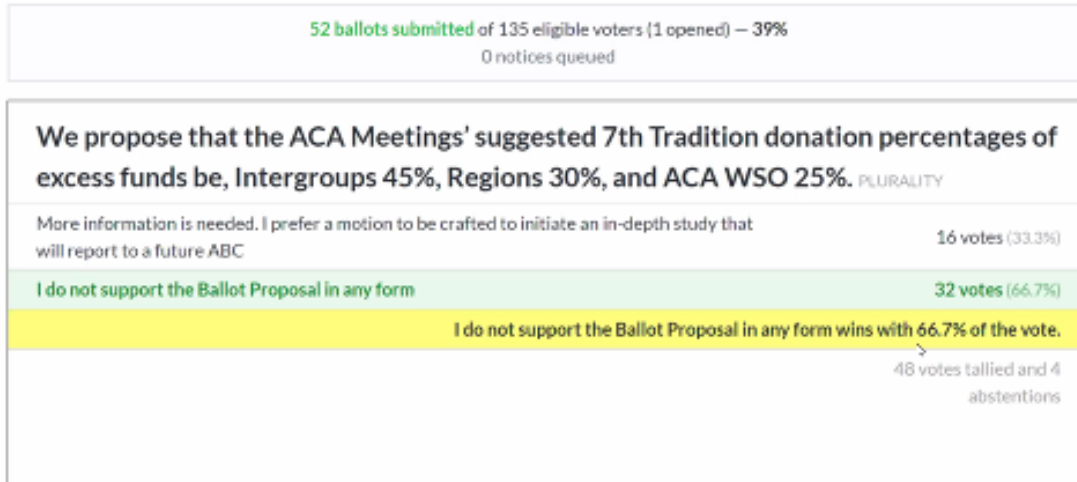 52 ballots submitted of 135 eligible voters (1 opened) — 39%
0 notices queued
We propose that the ACA Meetings' suggested 7th Tradition donation percentages of
excess funds be, Intergroups 45%, Regions 30%, and ACA WSO 25%. PLURALITY
More information is needed. I prefer a motion to be crafted to initiate an in-depth study that
will report to a future ABC
16 votes (33.3%)
I do not support the Ballot Proposal in any form 32 votes (66.7%)
I do not support the Ballot Proposal in any form wins with 66.7% of the vote.
48 votes tallied and 4
abstentions